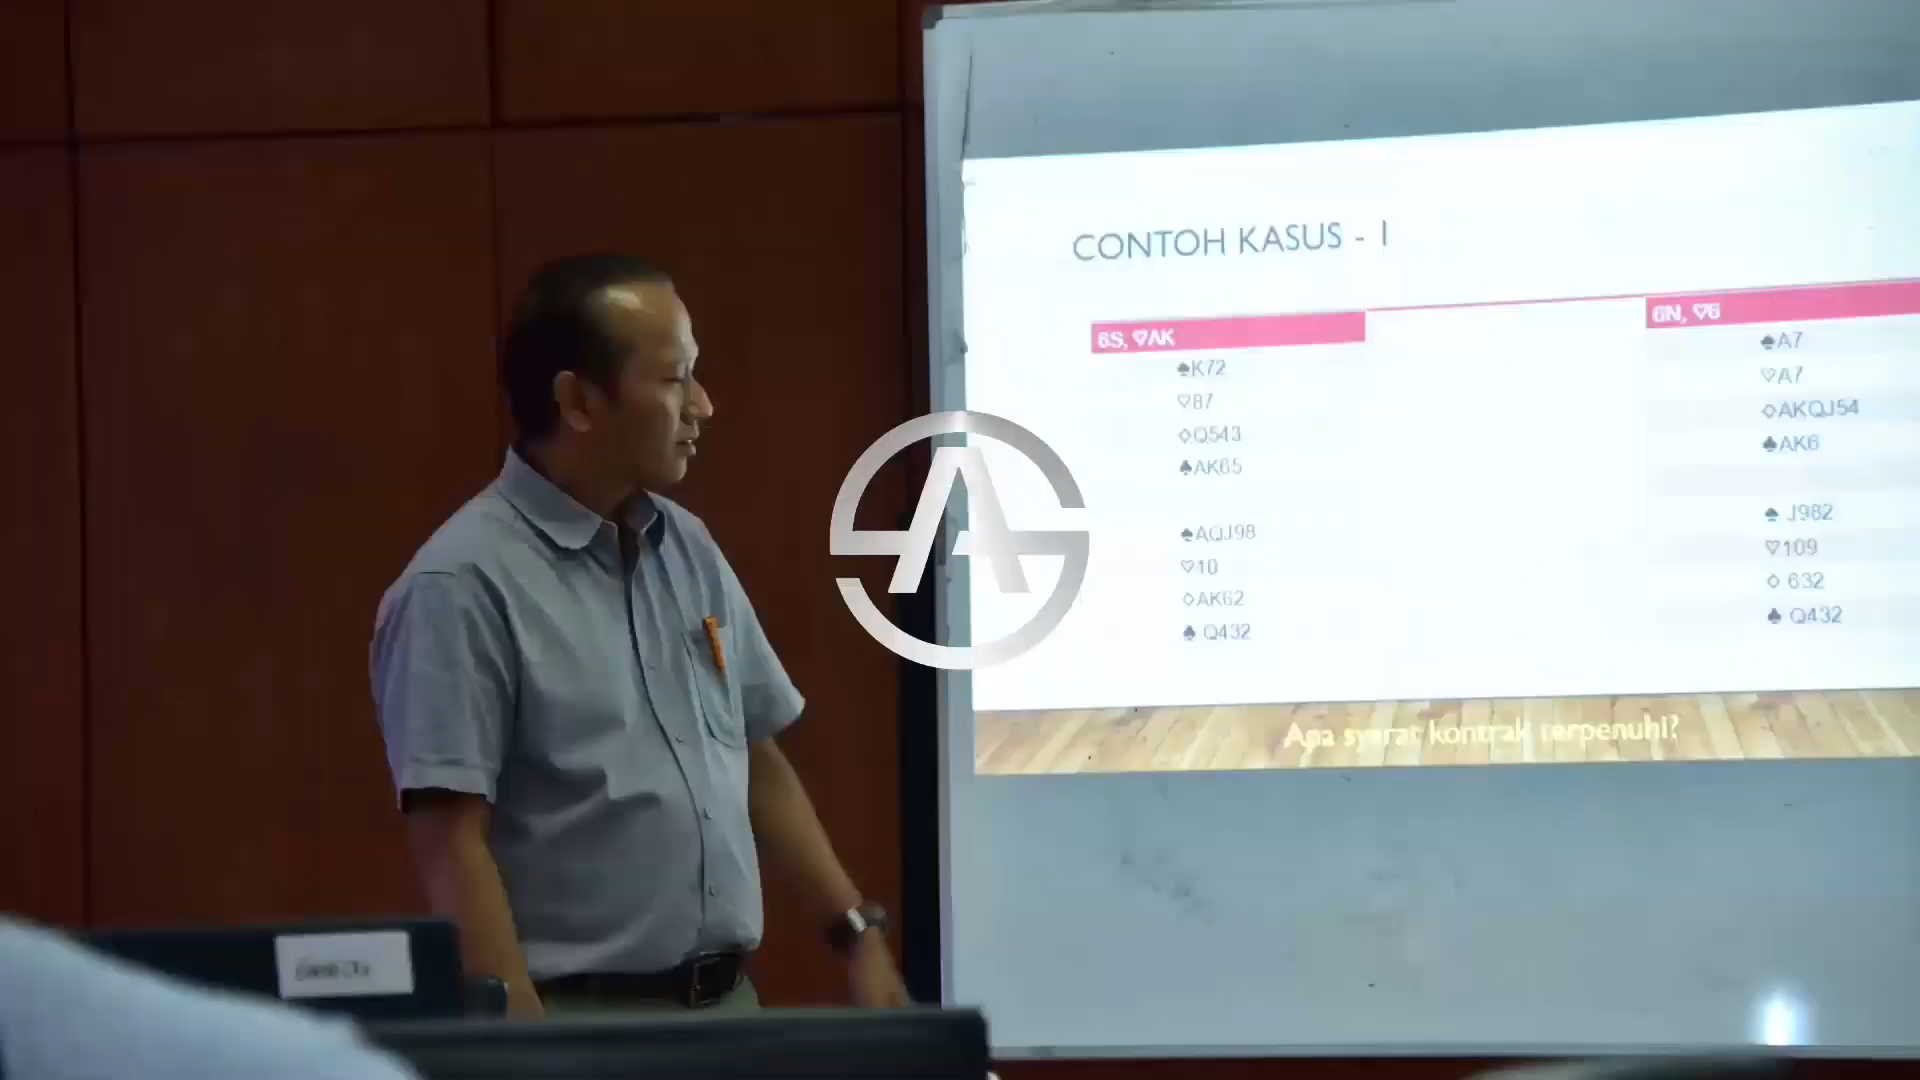 CONTOH KASUS - I
6S, ♡AK
♠K72
♡87
◇Q543
♣AK65
♠AQJ98
♡10
◇AK62
♣ Q432
6N, ♡6
♠A7
♡A7
◇AKQJ54
♣AK6
♠ J982
♡109
◇ 632
♣ Q432
Apa syarat kontrak terpenuhi?